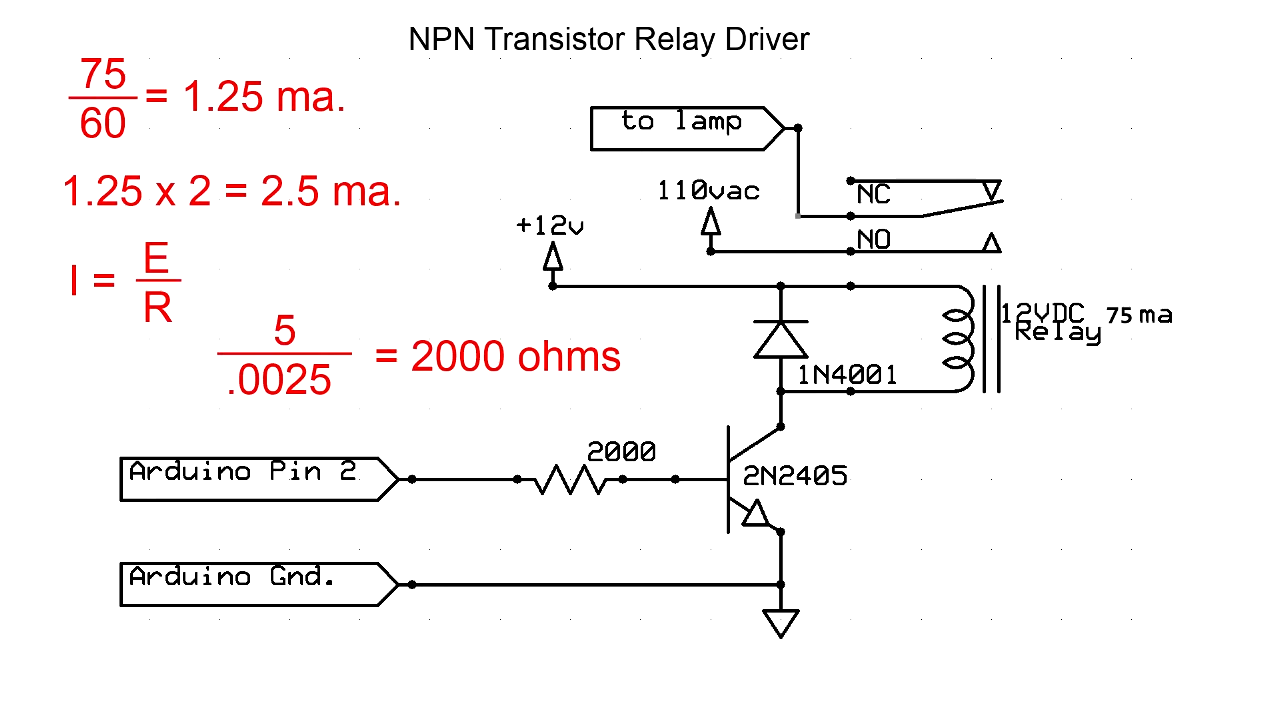 NPN Transistor Relay Driver
75
60
= 1.25 ma.
1.25 x 2 = 2.5 ma.
I =
E
R
5
.0025
= 2000 ohms
to lamp
110vac
+12v
NC
NO
12VDC
Relay
75 ma
1N4001
2000
2N2405
Arduino Pin 2
Arduino Gnd.